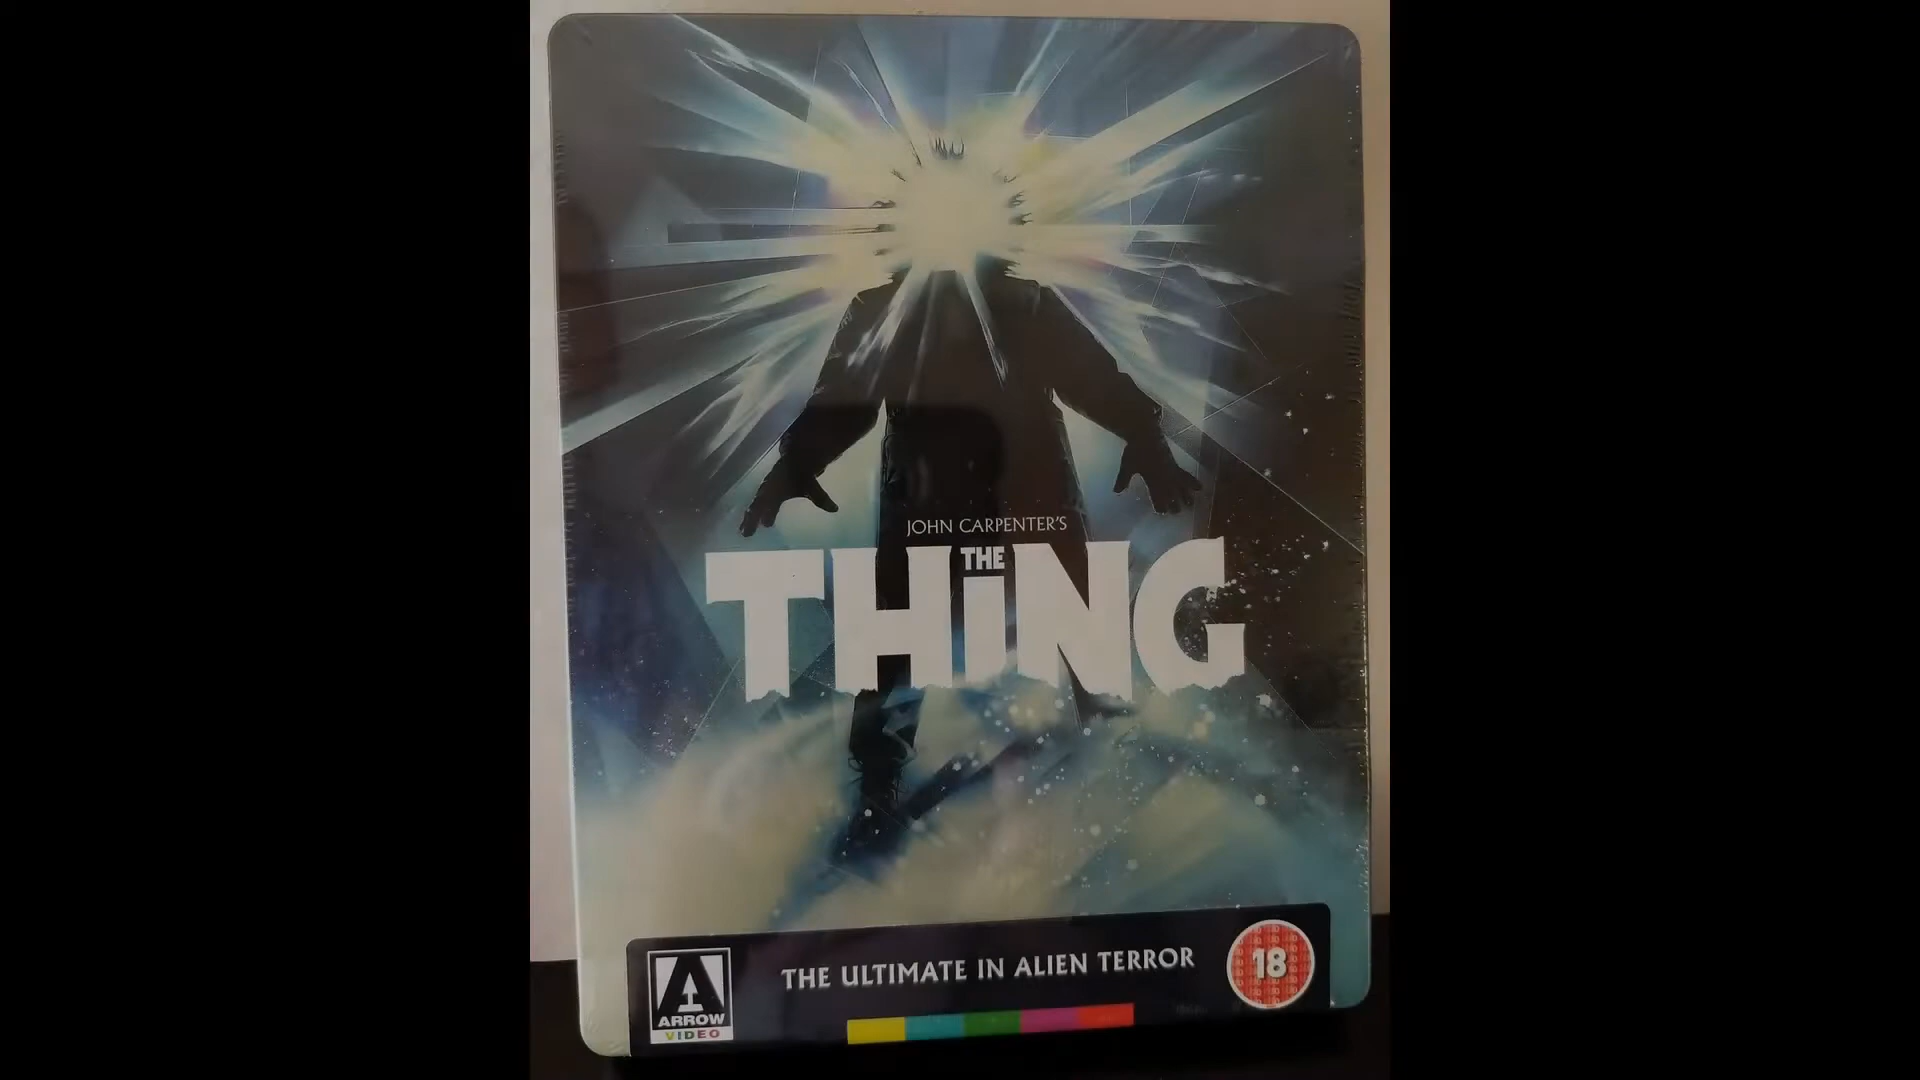 JOHN CARPENTER'S
THE
THiNG
THE ULTIMATE IN ALIEN TERROR
18
ARROW
VIDEO